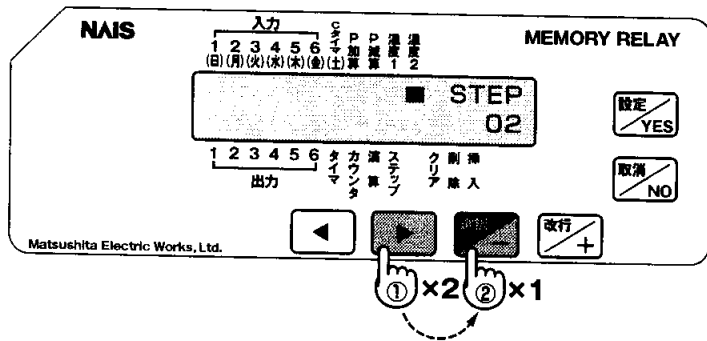 NAIS
入力
MEMORY RELAY
1 2 3 4 5 6 Cタイマ P加算 P減算 温度1 温度2
(日) (月) (火) (水) (木) (金) (土)
STEP
02
設定 YES
1 2 3 4 5 6 タイマ カウンタ 演算 ステップ クリア 削除 挿入
出力
取消 NO
◀ ▶ − 改行 +
Matsushita Electric Works, Ltd.
① ×2 ② ×1